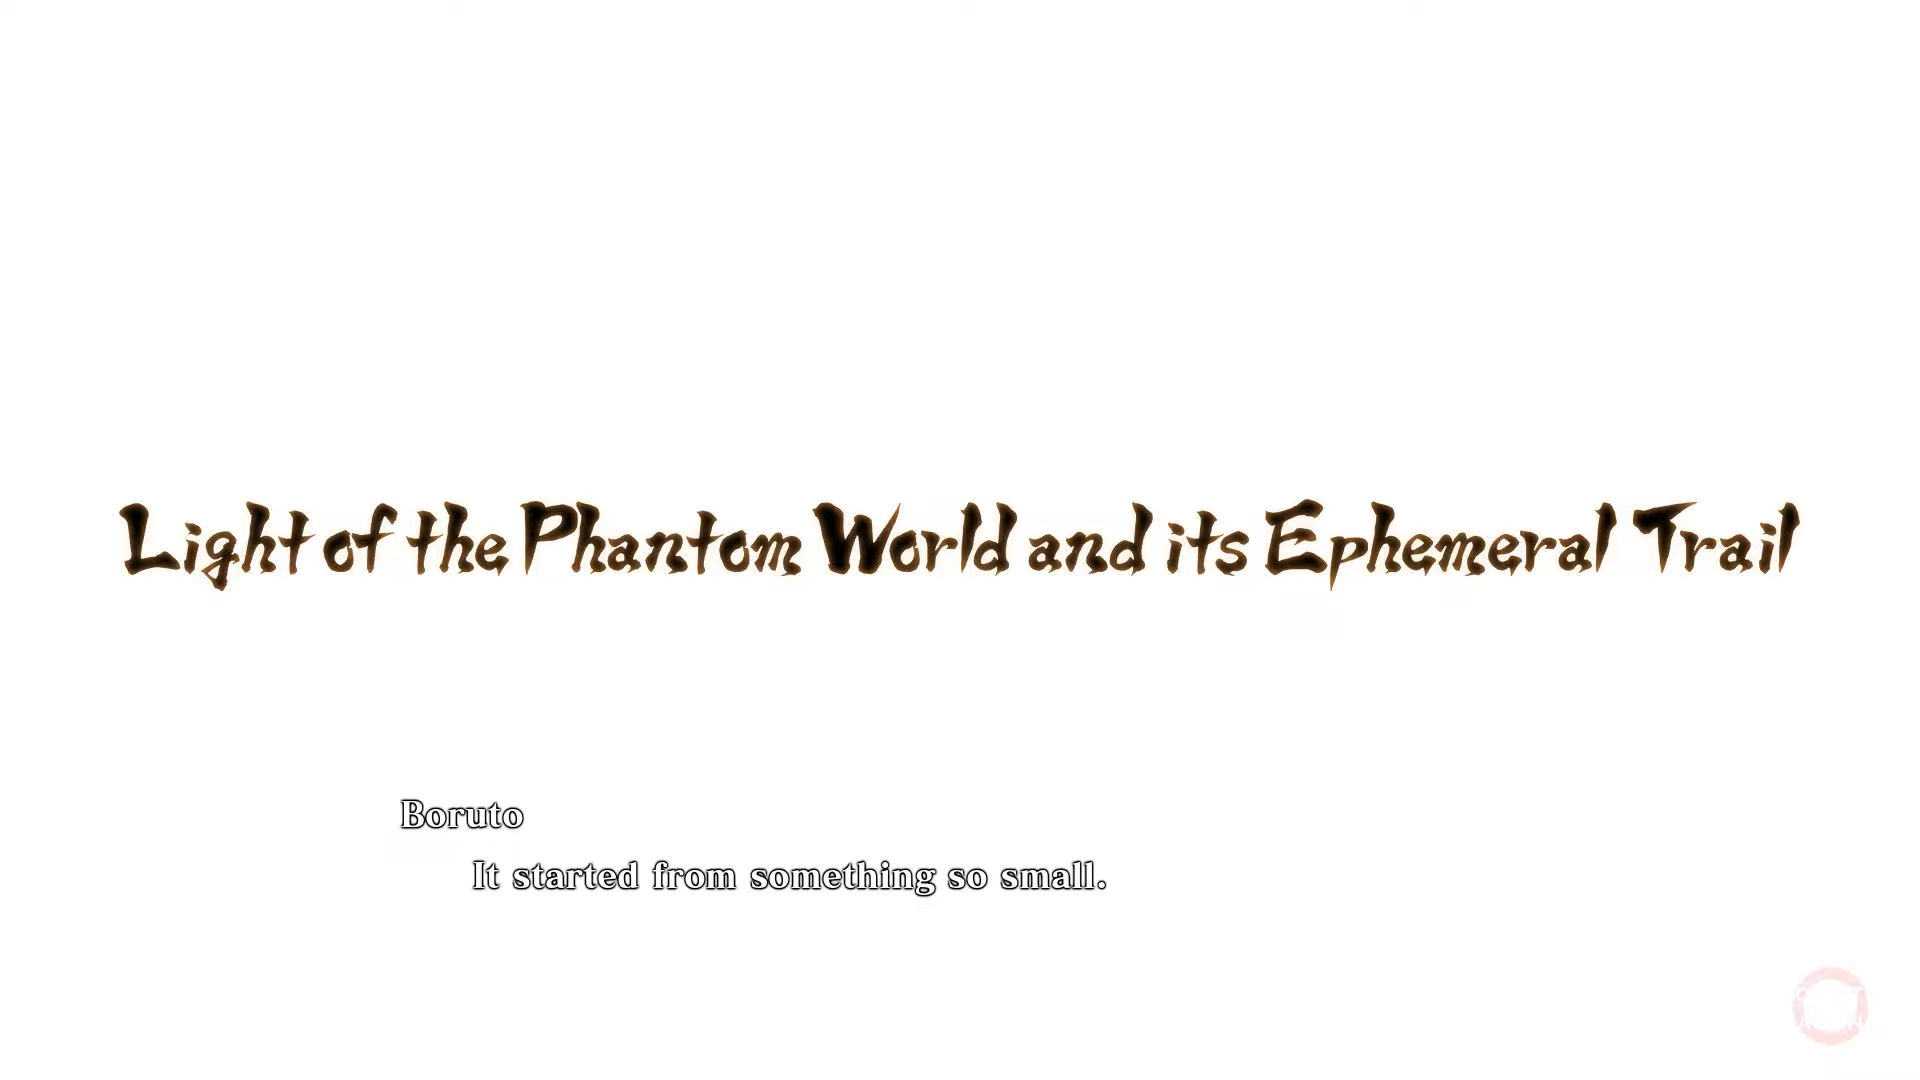 Light of the Phantom World and its Ephemeral Trail
Boruto
It started from something so small.